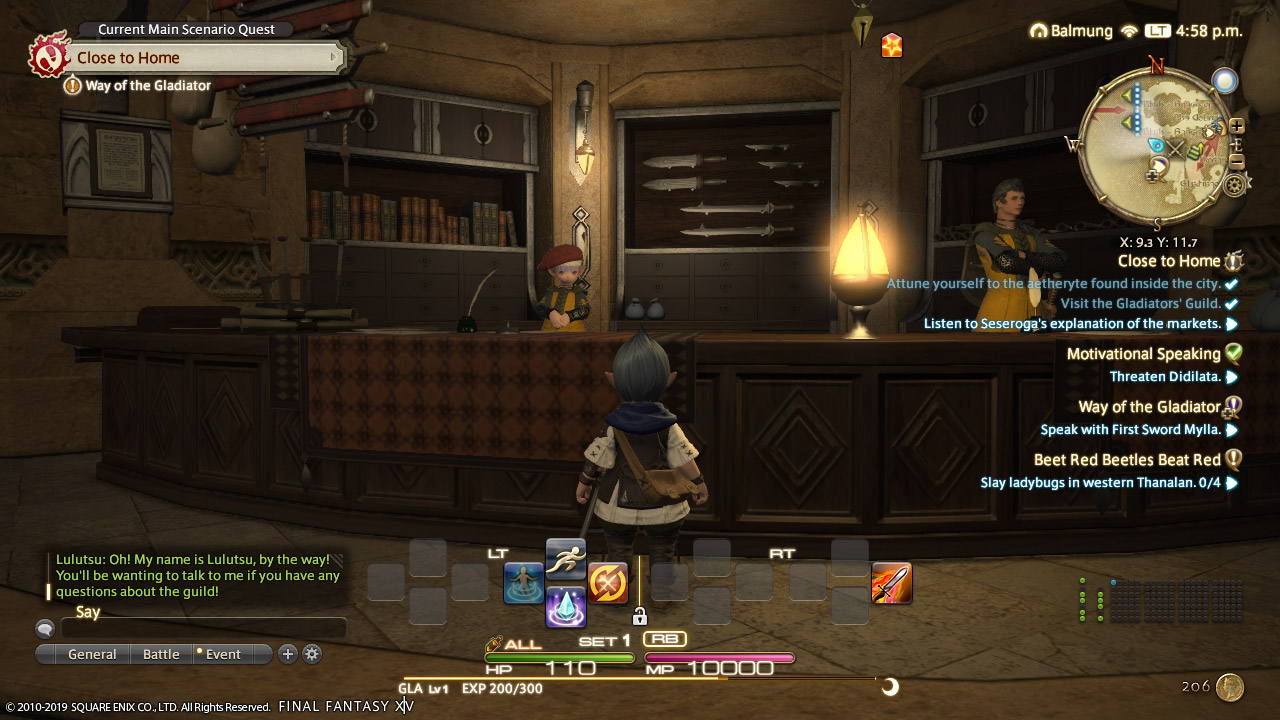 Current Main Scenario Quest
Close to Home
Way of the Gladiator
Balmung LT 4:58 p.m.
N
W
E
S
X: 9.3 Y: 11.7
Close to Home
Attune yourself to the aetheryte found inside the city.
Visit the Gladiators' Guild.
Listen to Seseroga's explanation of the markets.
Motivational Speaking
Threaten Didilata.
Way of the Gladiator
Speak with First Sword Mylla.
Beet Red Beetles Beat Red
Slay ladybugs in western Thanalan. 0/4
Lulutsu: Oh! My name is Lulutsu, by the way!
You'll be wanting to talk to me if you have any
questions about the guild!
Say
General Battle Event
LT RT
ALL SET 1 RB
HP 110 MP 10000
GLA Lv1 EXP 200/300
206
© 2010-2019 SQUARE ENIX CO., LTD. All Rights Reserved. FINAL FANTASY XIV